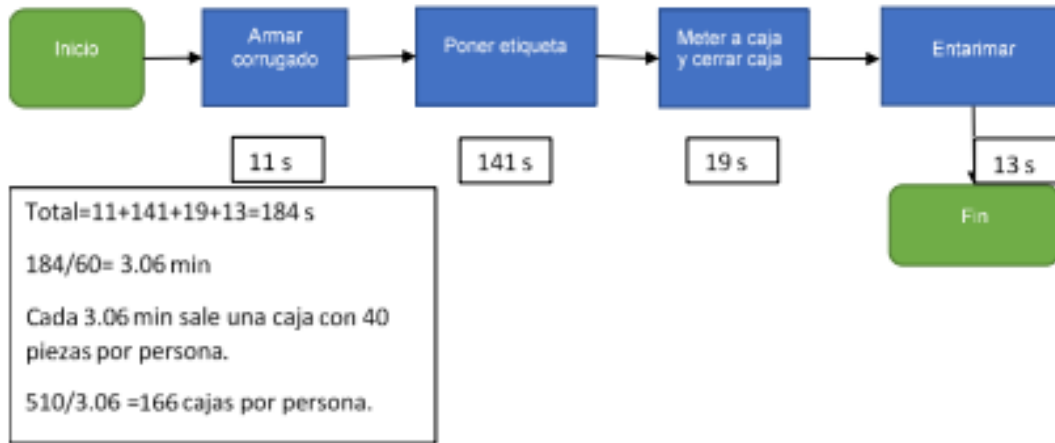 Inicio
Armar
corrugado
Poner etiqueta
Meter a caja
y cerrar caja
Entarimar
11 s
141 s
19 s
13 s
Fin
Total=11+141+19+13=184 s
184/60= 3.06 min
Cada 3.06 min sale una caja con 40
piezas por persona.
510/3.06 =166 cajas por persona.